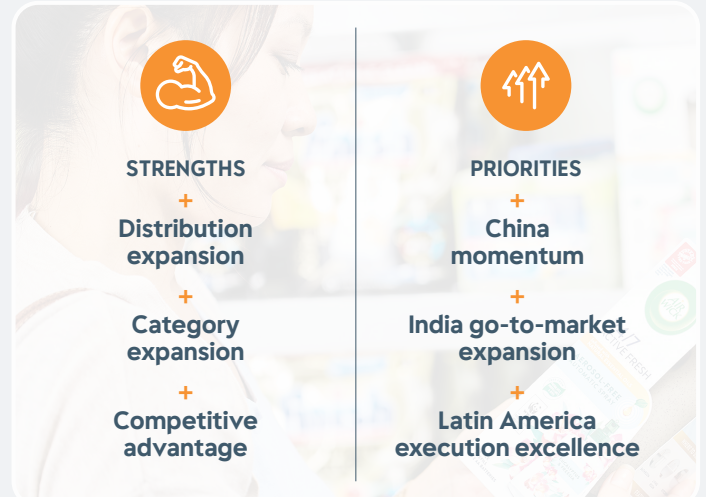 STRENGTHS
+
Distribution
expansion
+
Category
expansion
+
Competitive
advantage
PRIORITIES
+
China
momentum
+
India go-to-market
expansion
+
Latin America
execution excellence